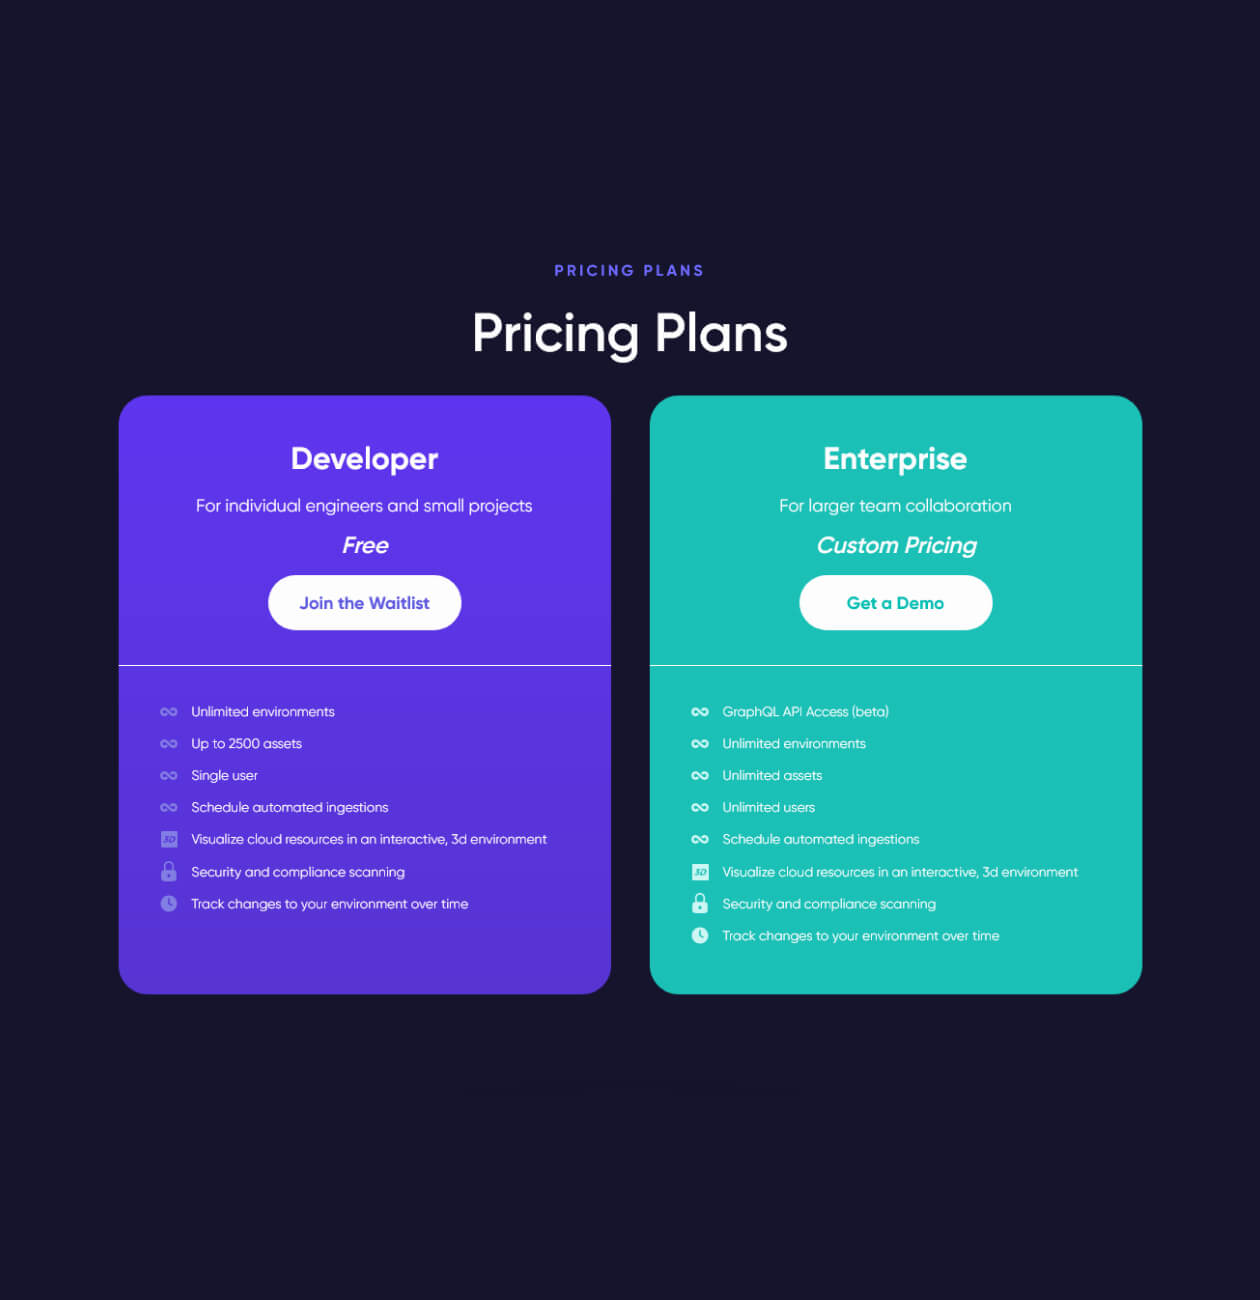 PRICING PLANS
Pricing Plans
Developer
For individual engineers and small projects
Free
Join the Waitlist
Unlimited environments
Up to 2500 assets
Single user
Schedule automated ingestions
3D Visualize cloud resources in an interactive, 3d environment
Security and compliance scanning
Track changes to your environment over time
Enterprise
For larger team collaboration
Custom Pricing
Get a Demo
GraphQL API Access (beta)
Unlimited environments
Unlimited assets
Unlimited users
Schedule automated ingestions
3D Visualize cloud resources in an interactive, 3d environment
Security and compliance scanning
Track changes to your environment over time